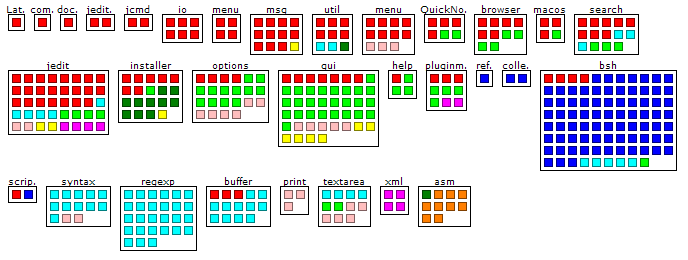 Lat. com. doc. jedit. jcmd io menu msg util menu QuickNo. browser macos search
jedit installer options gui help pluginm. ref. colle. bsh
scrip. syntax regexp buffer print textarea xml asm